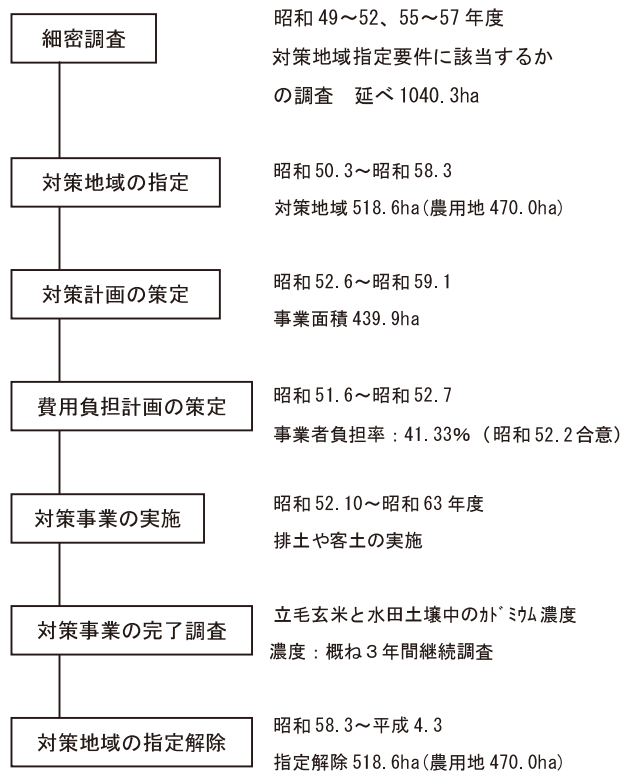 細密調査
昭和49～52、55～57年度
対策地域指定要件に該当するか
の調査　延べ1040.3ha
対策地域の指定
昭和50.3～昭和58.3
対策地域518.6ha(農用地470.0ha)
対策計画の策定
昭和52.6～昭和59.1
事業面積439.9ha
費用負担計画の策定
昭和51.6～昭和52.7
事業者負担率：41.33％（昭和52.2合意）
対策事業の実施
昭和52.10～昭和63年度
排土や客土の実施
対策事業の完了調査
立毛玄米と水田土壌中のｶﾄﾞﾐｳﾑ濃度
濃度：概ね３年間継続調査
対策地域の指定解除
昭和58.3～平成4.3
指定解除518.6ha(農用地470.0ha)